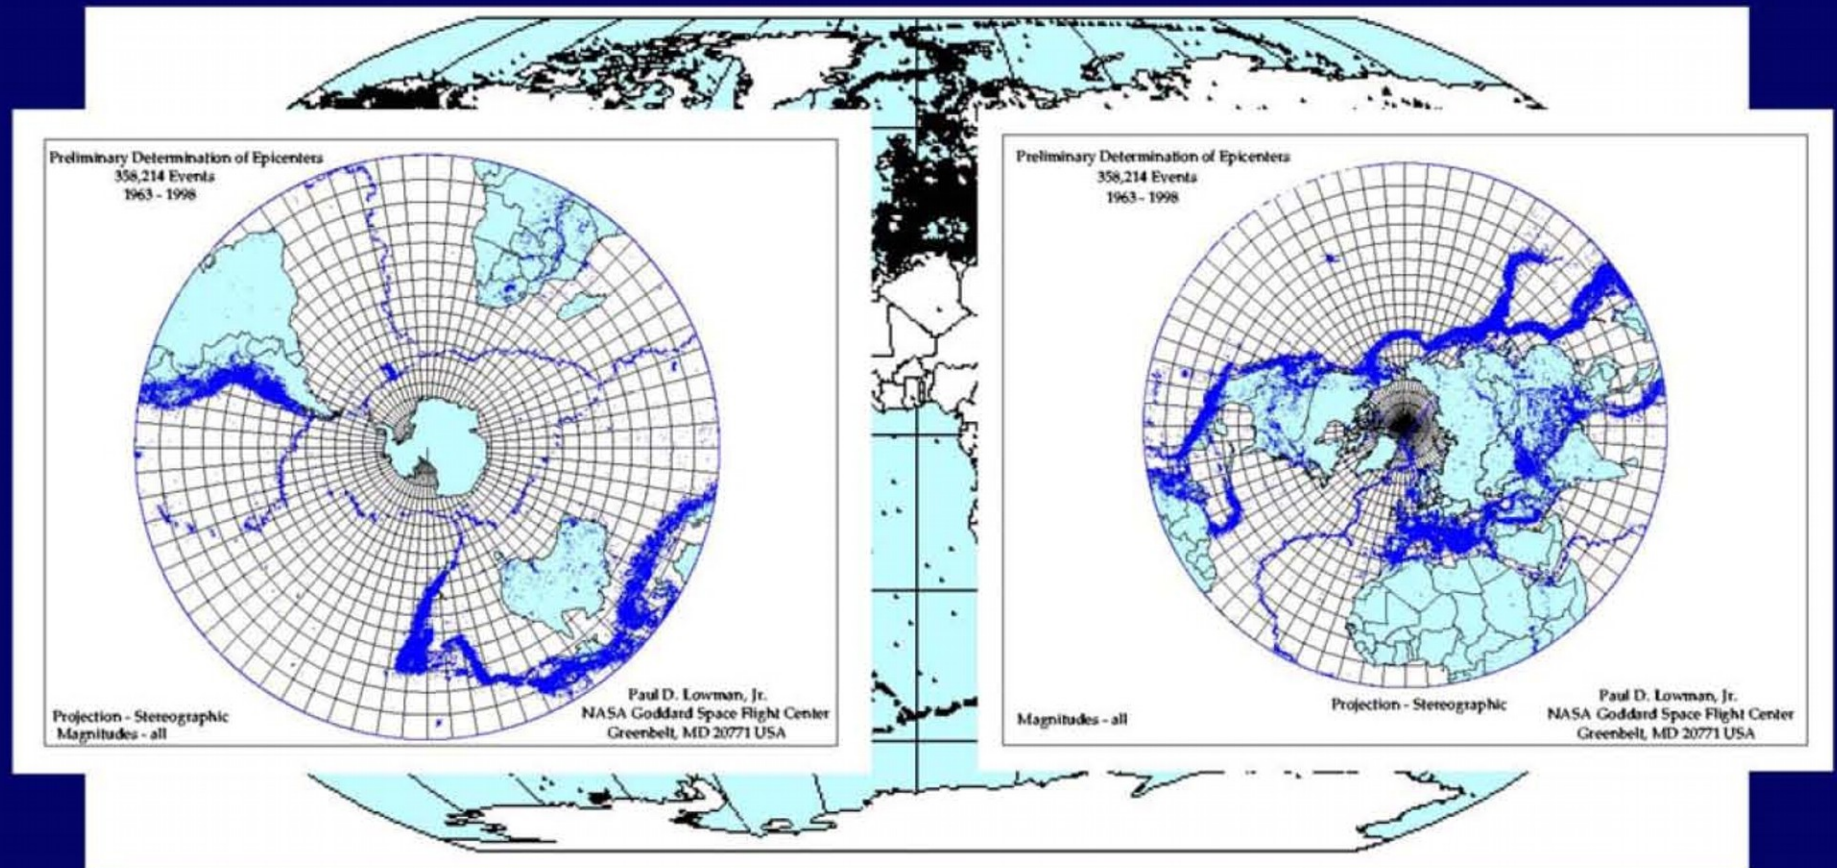 Preliminary Determination of Epicenters
358,214 Events
1963 - 1998
Projection - Stereographic
Magnitudes - all
Paul D. Lowman, Jr.
NASA Goddard Space Flight Center
Greenbelt, MD 20771 USA
Preliminary Determination of Epicenters
358,214 Events
1963 - 1998
Magnitudes - all
Projection - Stereographic
Paul D. Lowman, Jr.
NASA Goddard Space Flight Center
Greenbelt, MD 20771 USA